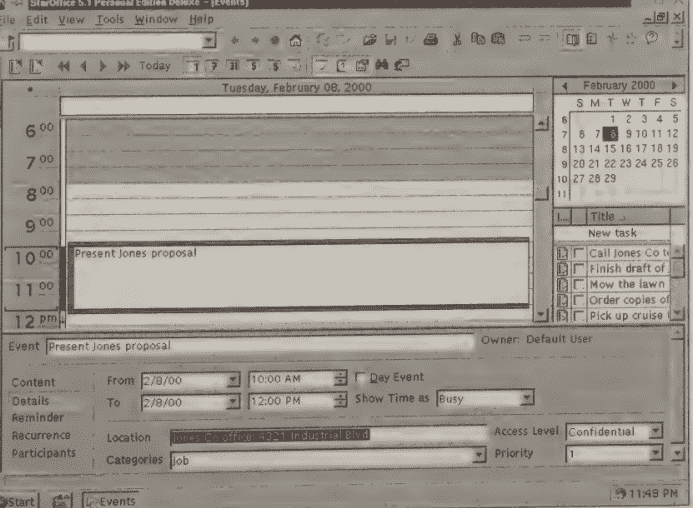 StarOffice 5.1 Personal Edition Deluxe - [Events]
File Edit View Tools Window Help
Today 1 7 31 5
Tuesday, February 08, 2000
February 2000
S M T W T F S
6 1 2 3 4 5
7 6 7 8 9 10 11 12
8 13 14 15 16 17 18 19
9 20 21 22 23 24 25 26
10 27 28 29
11
6 00
7 00
8 00
9 00
10 00
11 00
12 pm
Present Jones proposal
I... Title
New task
Call Jones Co t
Finish draft of
Mow the lawn
Order copies of
Pick up cruise
Event Present Jones proposal Owner: Default User
Content
Details
Reminder
Recurrence
Participants
From 2/8/00 10:00 AM Day Event
To 2/8/00 12:00 PM Show Time as Busy
Location Jones Co office: 4321 Industrial Blvd Access Level Confidential
Categories Job Priority 1
Start Events 11:49 PM